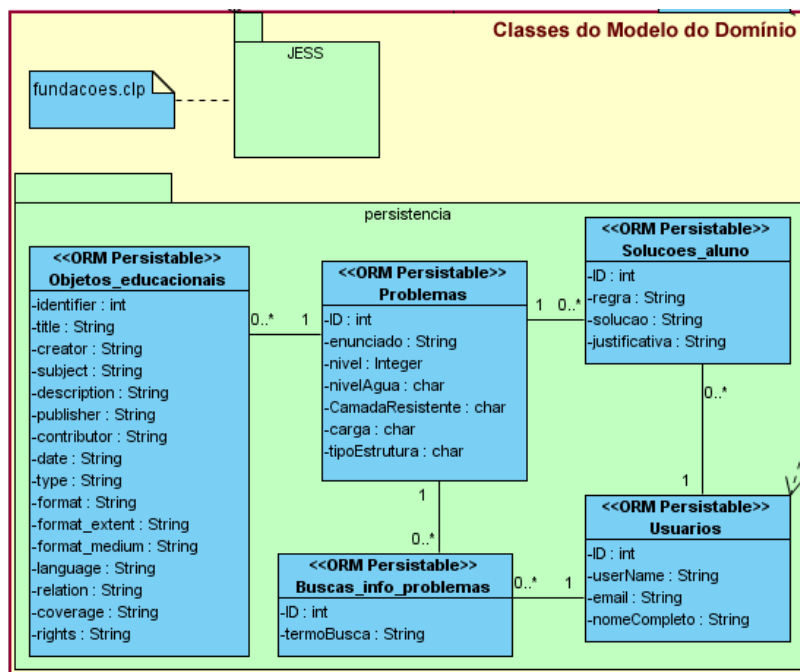 Classes do Modelo do Domínio
JESS
fundacoes.clp
persistencia
<<ORM Persistable>>
Objetos_educacionais
-identifier : int
-title : String
-creator : String
-subject : String
-description : String
-publisher : String
-contributor : String
-date : String
-type : String
-format : String
-format_extent : String
-format_medium : String
-language : String
-relation : String
-coverage : String
-rights : String
0..*
1
<<ORM Persistable>>
Problemas
-ID : int
-enunciado : String
-nivel : Integer
-nivelAgua : char
-CamadaResistente : char
-carga : char
-tipoEstrutura : char
1
0..*
<<ORM Persistable>>
Solucoes_aluno
-ID : int
-regra : String
-solucao : String
-justificativa : String
0..*
1
1
0..*
<<ORM Persistable>>
Buscas_info_problemas
-ID : int
-termoBusca : String
0..*
1
<<ORM Persistable>>
Usuarios
-ID : int
-userName : String
-email : String
-nomeCompleto : String